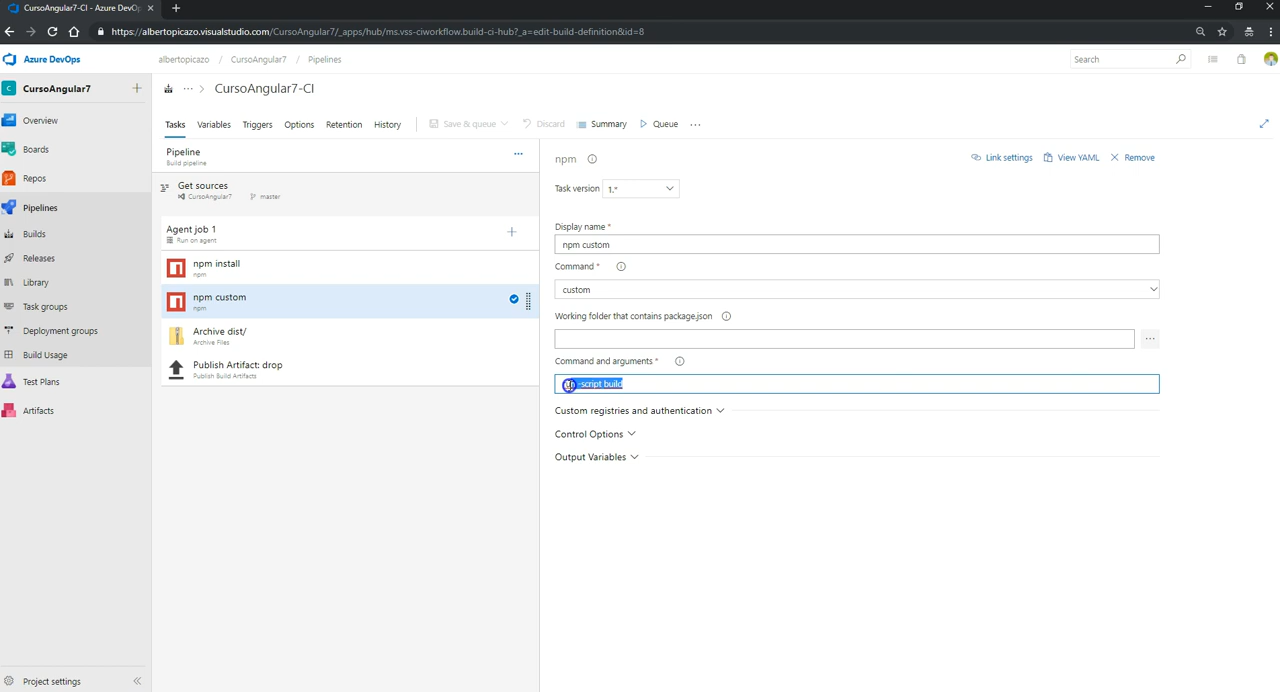 CursoAngular7-CI - Azure DevOp
https://albertopicazo.visualstudio.com/CursoAngular7/_apps/hub/ms.vss-ciworkflow.build-ci-hub?_a=edit-build-definition&id=8
Azure DevOps
albertopicazo / CursoAngular7 / Pipelines
Search
C CursoAngular7
Overview
Boards
Repos
Pipelines
Builds
Releases
Library
Task groups
Deployment groups
Build Usage
Test Plans
Artifacts
Project settings
CursoAngular7-CI
Tasks Variables Triggers Options Retention History Save & queue Discard Summary Queue
Pipeline
Build pipeline
Get sources
CursoAngular7 master
Agent job 1
Run on agent
npm install
npm
npm custom
npm
Archive dist/
Archive Files
Publish Artifact: drop
Publish Build Artifacts
npm
Link settings View YAML Remove
Task version 1.*
Display name *
npm custom
Command *
custom
Working folder that contains package.json
Command and arguments *
-script build
Custom registries and authentication
Control Options
Output Variables